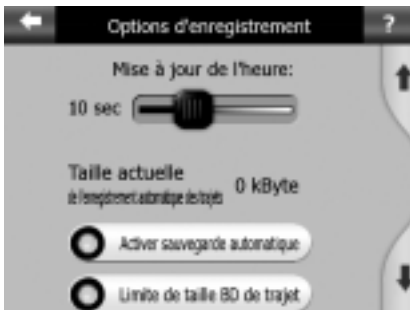 Options d'enregistrement ?
Mise à jour de l'heure:
10 sec
Taille actuelle
de l'enregistrement automatique des trajets 0 kByte
Activer sauvegarde automatique
Limite de taille BD de trajet